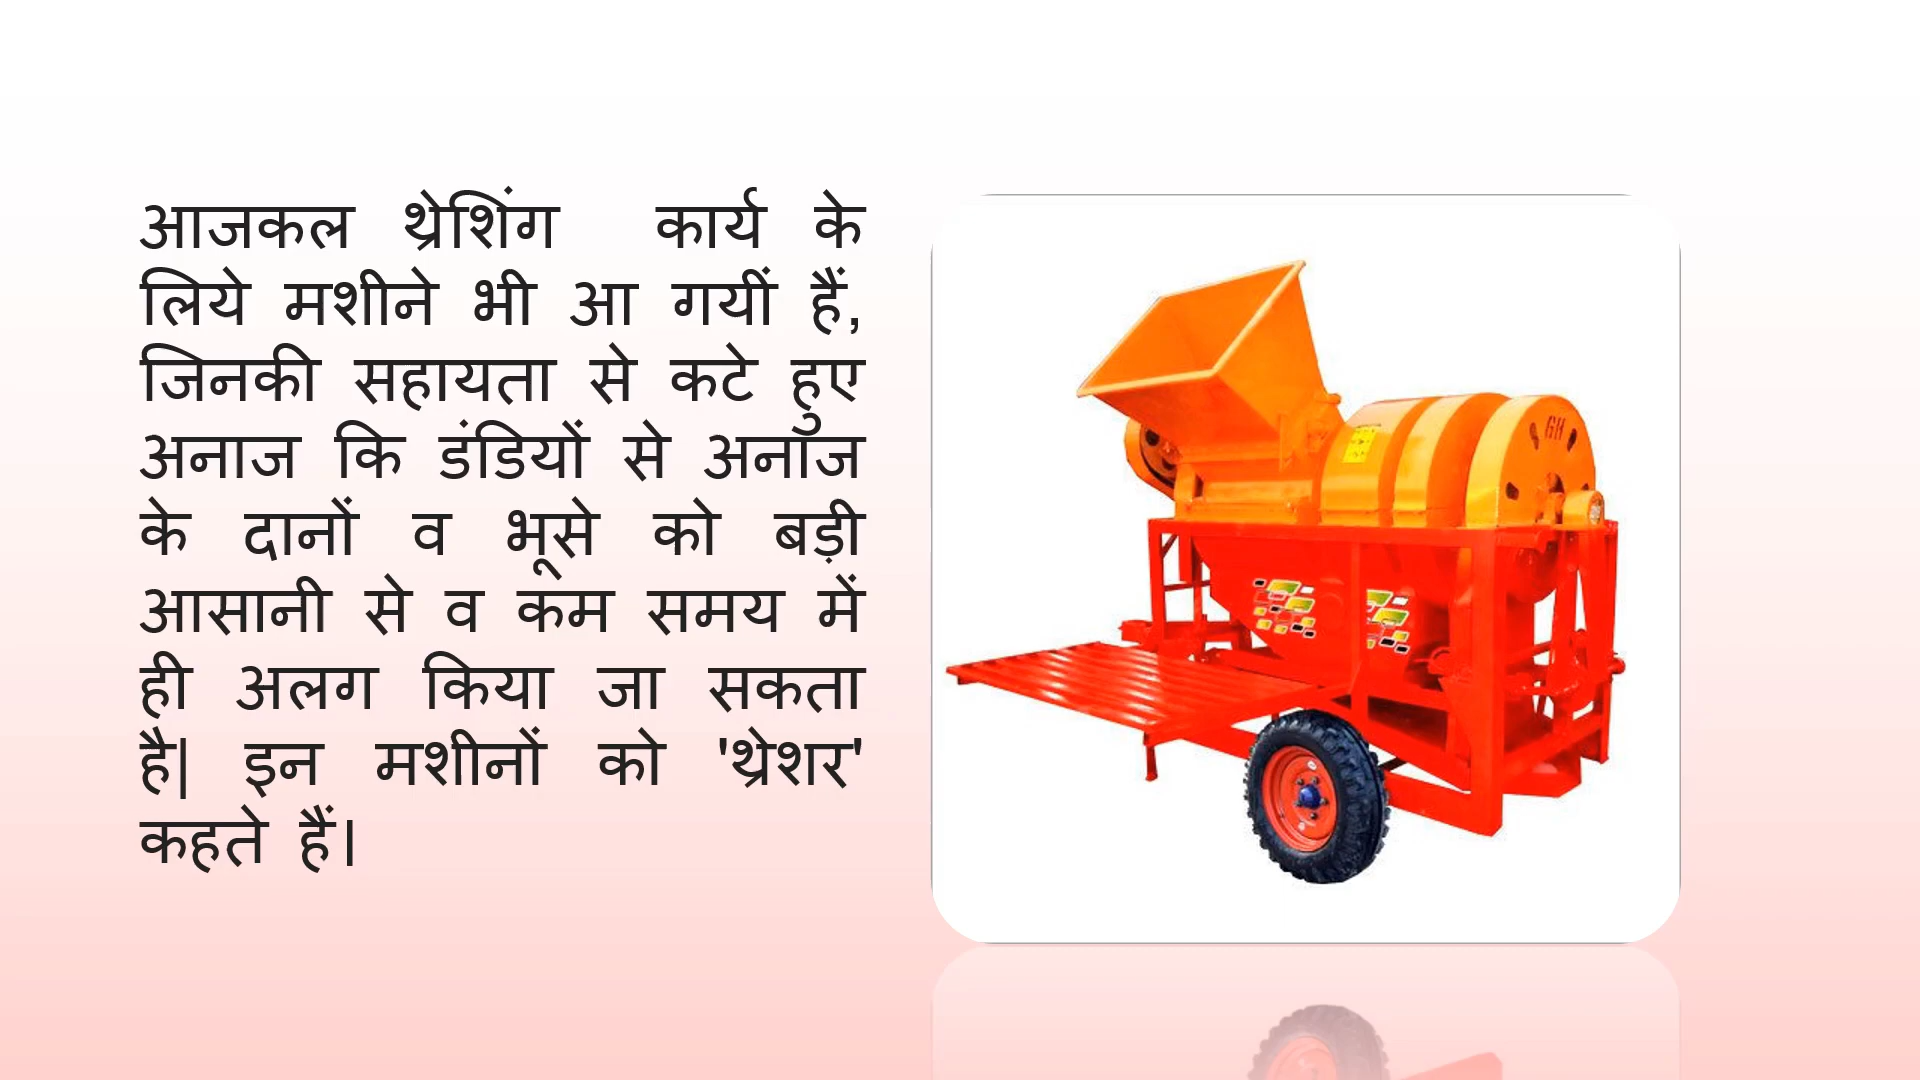 आजकल थ्रेशिंग कार्य के
लिये मशीने भी आ गयीं हैं,
जिनकी सहायता से कटे हुए
अनाज कि डंडियों से अनाज
के दानों व भूसे को बड़ी
आसानी से व कम समय में
ही अलग किया जा सकता
है| इन मशीनों को 'थ्रेशर'
कहते हैं।
GH